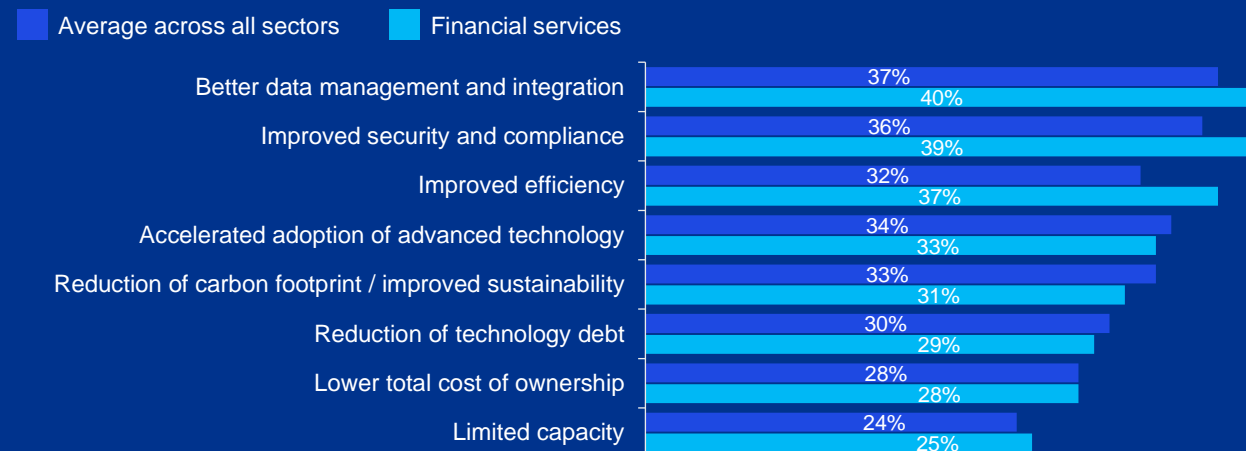 Average across all sectors Financial services
Better data management and integration 37%
40%
Improved security and compliance 36%
39%
Improved efficiency 32%
37%
Accelerated adoption of advanced technology 34%
33%
Reduction of carbon footprint / improved sustainability 33%
31%
Reduction of technology debt 30%
29%
Lower total cost of ownership 28%
28%
Limited capacity 24%
25%